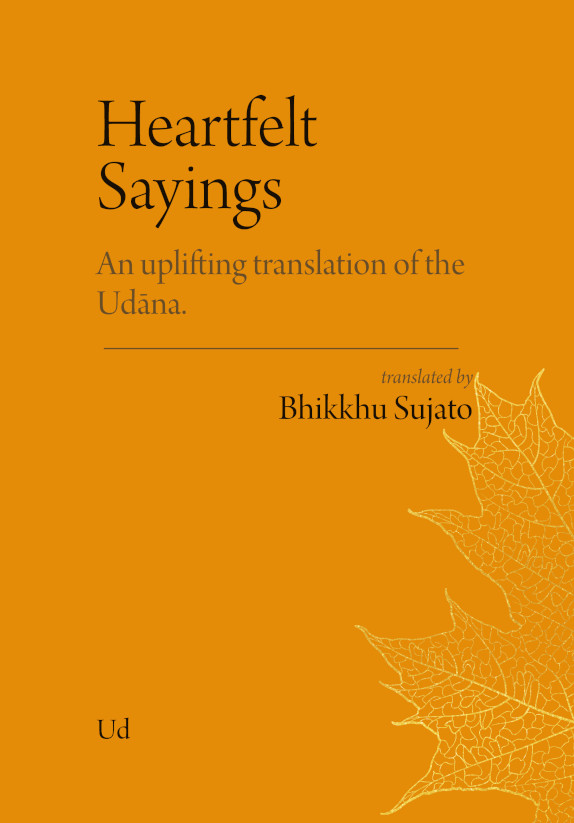 Heartfelt
Sayings
An uplifting translation of the
Udāna.
translated by
Bhikkhu Sujato
Ud